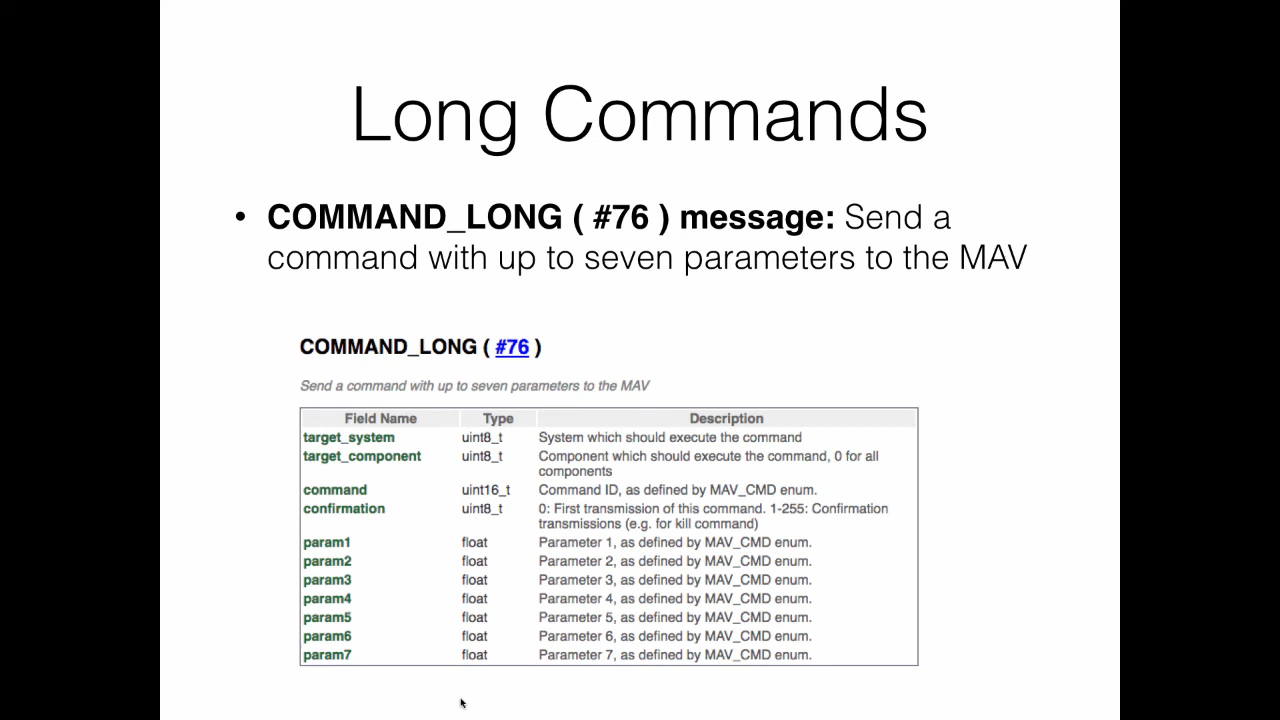 Long Commands
• COMMAND_LONG ( #76 ) message: Send a
command with up to seven parameters to the MAV
COMMAND_LONG ( #76 )
Send a command with up to seven parameters to the MAV
Field Name Type Description
target_system uint8_t System which should execute the command
target_component uint8_t Component which should execute the command, 0 for all
components
command uint16_t Command ID, as defined by MAV_CMD enum.
confirmation uint8_t 0: First transmission of this command. 1-255: Confirmation
transmissions (e.g. for kill command)
param1 float Parameter 1, as defined by MAV_CMD enum.
param2 float Parameter 2, as defined by MAV_CMD enum.
param3 float Parameter 3, as defined by MAV_CMD enum.
param4 float Parameter 4, as defined by MAV_CMD enum.
param5 float Parameter 5, as defined by MAV_CMD enum.
param6 float Parameter 6, as defined by MAV_CMD enum.
param7 float Parameter 7, as defined by MAV_CMD enum.